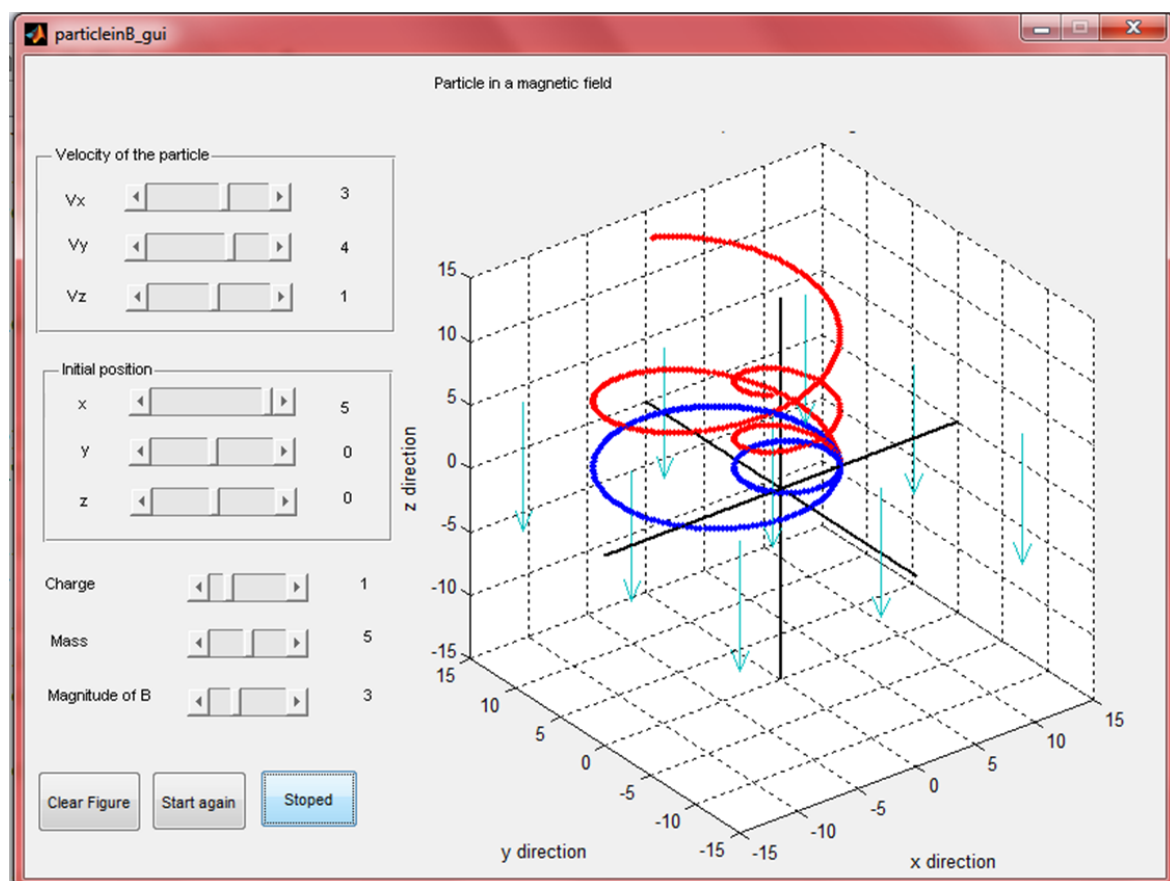 particleinB_gui
Particle in a magnetic field
Velocity of the particle
Vx 3
Vy 4
Vz 1
Initial position
x 5
y 0
z 0
Charge 1
Mass 5
Magnitude of B 3
Clear Figure Start again Stoped
z direction
15
10
5
0
-5
-10
-15
15
10
5
0
-5
-10
-15
y direction
-15
-10
-5
0
5
10
15
x direction